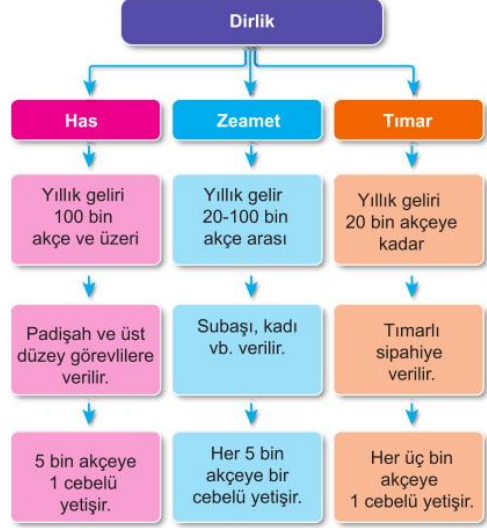 Dirlik
Has
Zeamet
Tımar
Yıllık geliri
100 bin
akçe ve üzeri
Yıllık gelir
20-100 bin
akçe arası
Yıllık geliri
20 bin akçeye
kadar
Padişah ve üst
düzey görevlilere
verilir.
Subaşı, kadı
vb. verilir.
Tımarlı
sipahiye
verilir.
5 bin akçeye
1 cebelü
yetişir.
Her 5 bin
akçeye bir
cebelü yetişir.
Her üç bin
akçeye
1 cebelü yetişir.